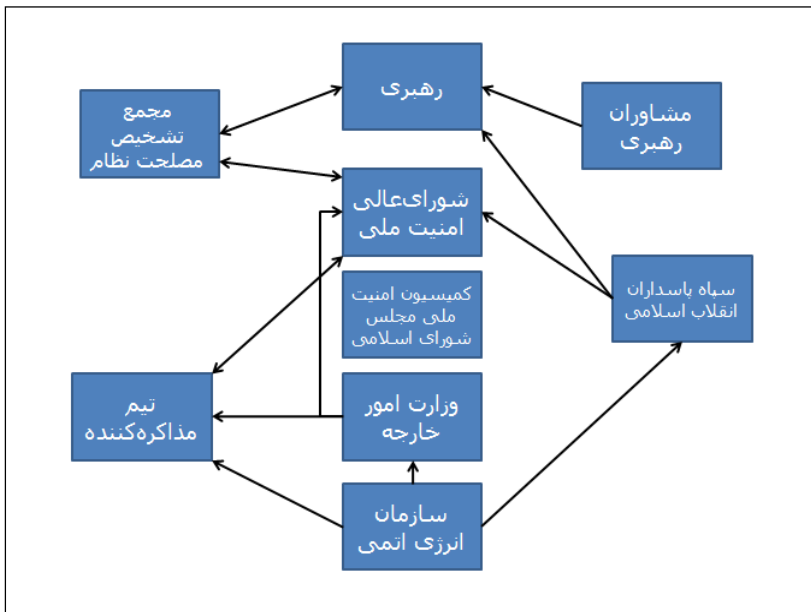 رهبری
مشاوران
رهبری
مجمع
تشخیص
مصلحت نظام
شورای‌عالی
امنیت ملی
سپاه پاسداران
انقلاب اسلامی
کمیسیون امنیت
ملی مجلس
شورای اسلامی
وزارت امور
خارجه
تیم
مذاکره‌کننده
سازمان
انرژی اتمی